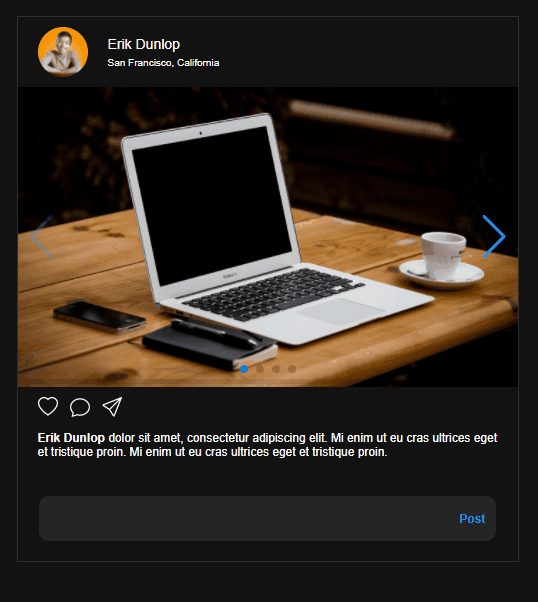 Erik Dunlop
San Francisco, California
Erik Dunlop dolor sit amet, consectetur adipiscing elit. Mi enim ut eu cras ultrices eget
et tristique proin. Mi enim ut eu cras ultrices eget et tristique proin.
Post